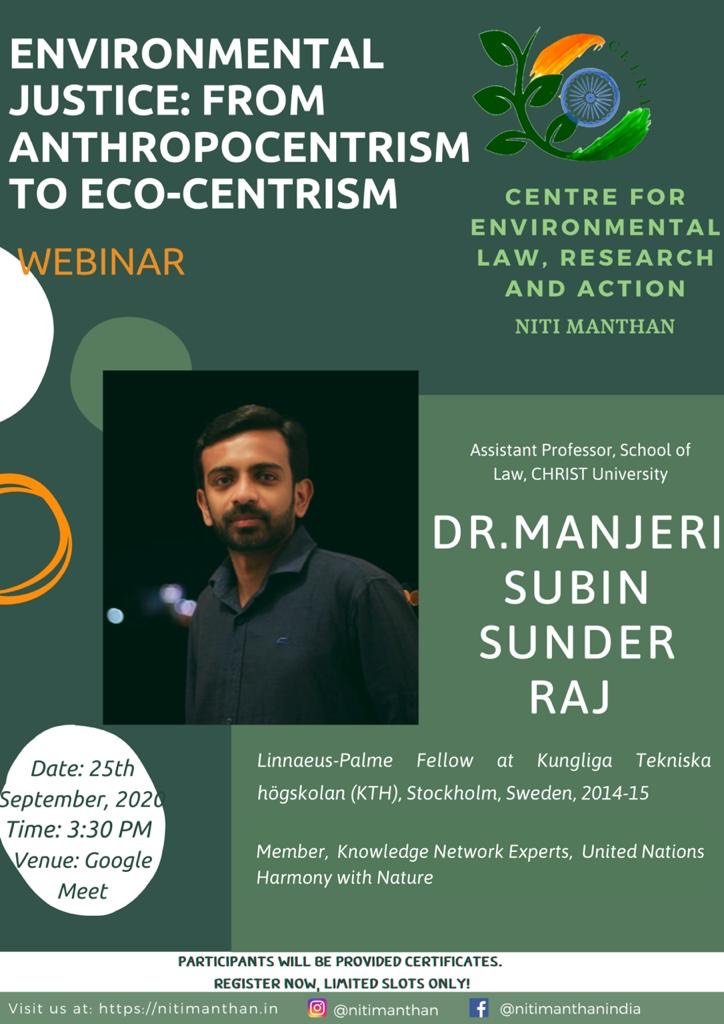 ENVIRONMENTAL
JUSTICE: FROM
ANTHROPOCENTRISM
TO ECO-CENTRISM
WEBINAR
CELRA
CENTRE FOR
ENVIRONMENTAL
LAW, RESEARCH
AND ACTION
NITI MANTHAN
Assistant Professor, School of
Law, CHRIST University
DR.MANJERI
SUBIN
SUNDER
RAJ
Linnaeus-Palme Fellow at Kungliga Tekniska
högskolan (KTH), Stockholm, Sweden, 2014-15
Member, Knowledge Network Experts, United Nations
Harmony with Nature
Date: 25th
September, 2020
Time: 3:30 PM
Venue: Google
Meet
PARTICIPANTS WILL BE PROVIDED CERTIFICATES.
REGISTER NOW, LIMITED SLOTS ONLY!
Visit us at: https://nitimanthan.in @nitimanthan @nitimanthanindia